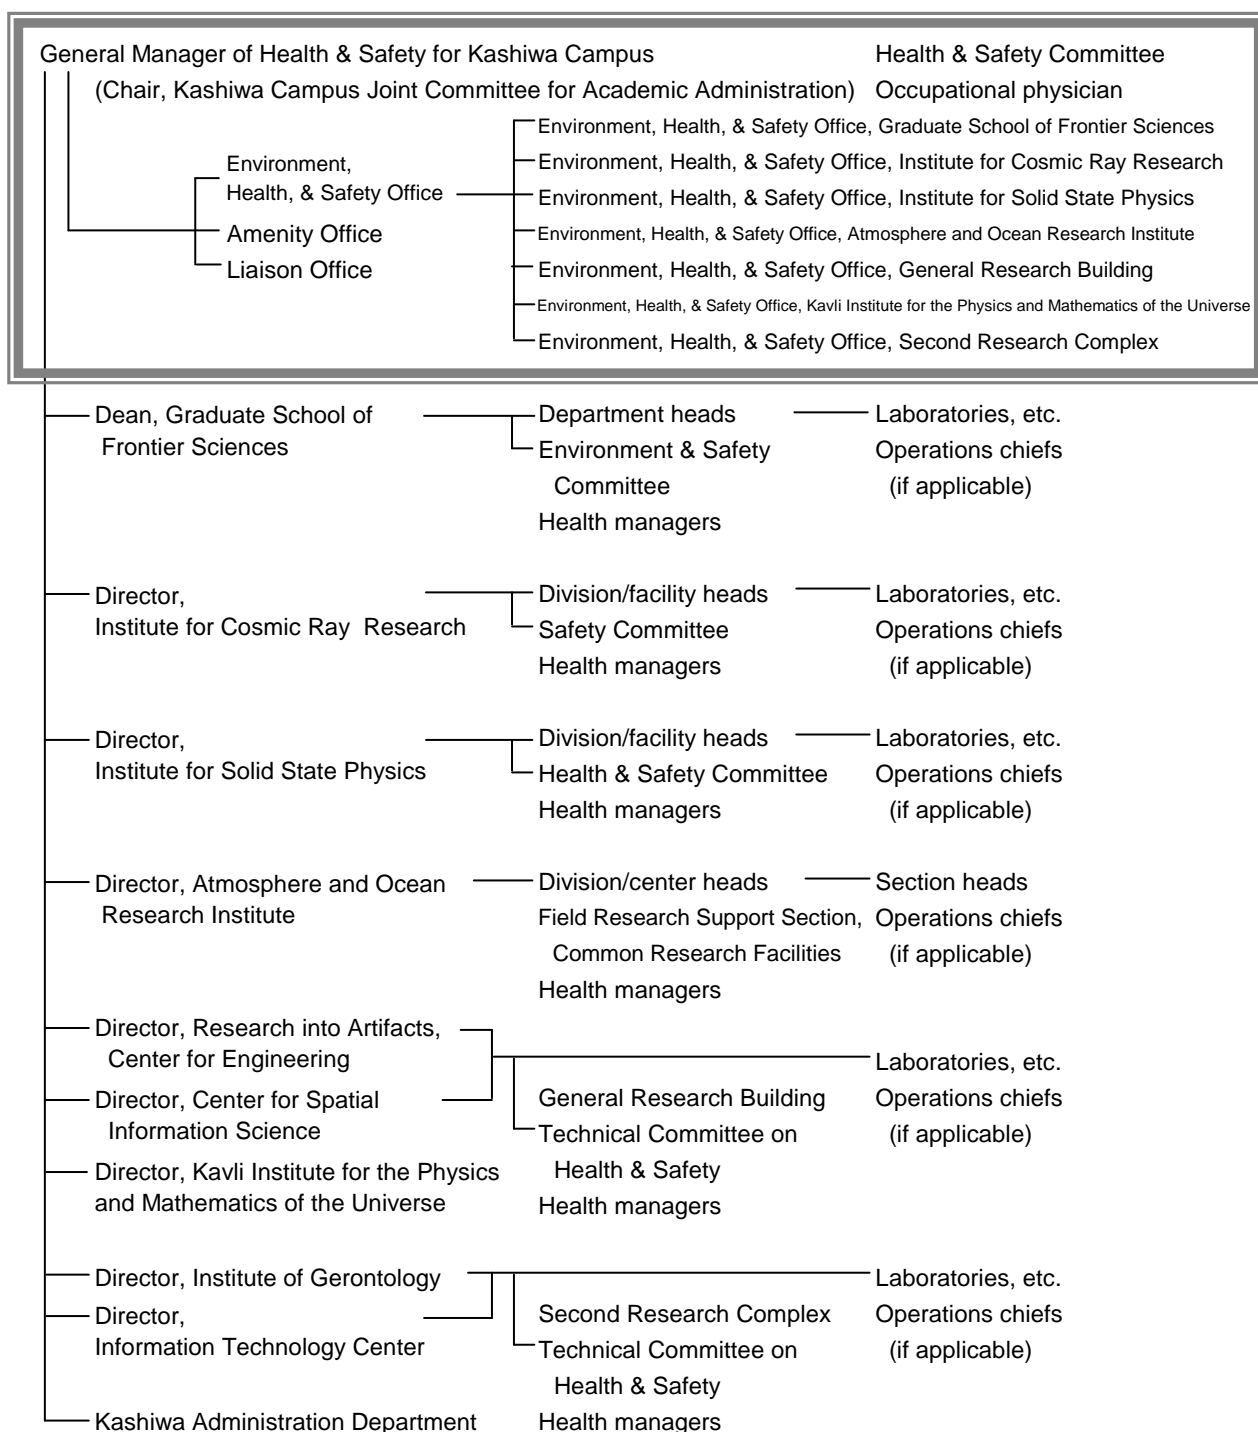 General Manager of Health & Safety for Kashiwa Campus
Health & Safety Committee
(Chair, Kashiwa Campus Joint Committee for Academic Administration)
Occupational physician
Environment,
Health, & Safety Office
Amenity Office
Liaison Office
Environment, Health, & Safety Office, Graduate School of Frontier Sciences
Environment, Health, & Safety Office, Institute for Cosmic Ray Research
Environment, Health, & Safety Office, Institute for Solid State Physics
Environment, Health, & Safety Office, Atmosphere and Ocean Research Institute
Environment, Health, & Safety Office, General Research Building
Environment, Health, & Safety Office, Kavli Institute for the Physics and Mathematics of the Universe
Environment, Health, & Safety Office, Second Research Complex
Dean, Graduate School of
Frontier Sciences
Department heads
Environment & Safety
Committee
Health managers
Laboratories, etc.
Operations chiefs
(if applicable)
Director,
Institute for Cosmic Ray Research
Division/facility heads
Safety Committee
Health managers
Laboratories, etc.
Operations chiefs
(if applicable)
Director,
Institute for Solid State Physics
Division/facility heads
Health & Safety Committee
Health managers
Laboratories, etc.
Operations chiefs
(if applicable)
Director, Atmosphere and Ocean
Research Institute
Division/center heads
Field Research Support Section,
Common Research Facilities
Health managers
Section heads
Operations chiefs
(if applicable)
Director, Research into Artifacts,
Center for Engineering
Director, Center for Spatial
Information Science
Director, Kavli Institute for the Physics
and Mathematics of the Universe
General Research Building
Technical Committee on
Health & Safety
Health managers
Laboratories, etc.
Operations chiefs
(if applicable)
Director, Institute of Gerontology
Director,
Information Technology Center
Second Research Complex
Technical Committee on
Health & Safety
Health managers
Laboratories, etc.
Operations chiefs
(if applicable)
Kashiwa Administration Department